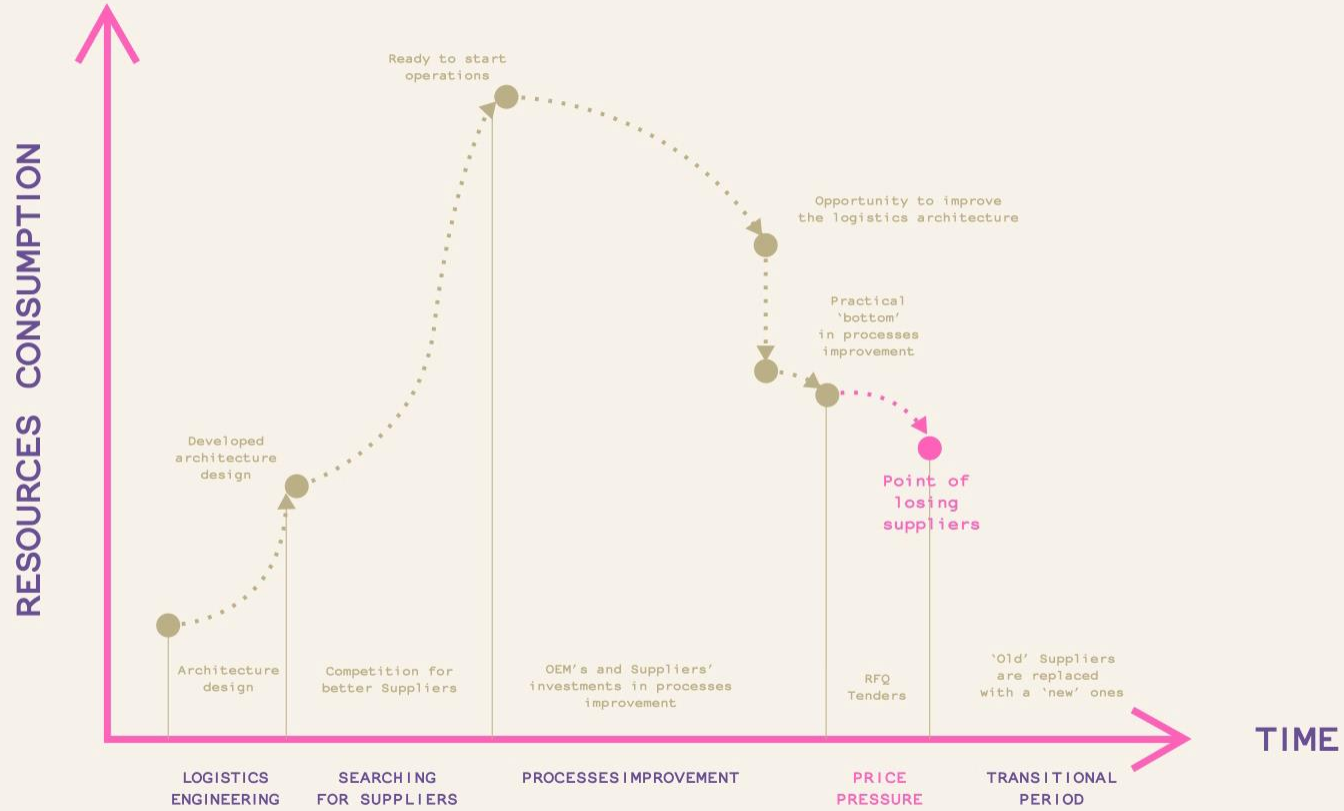 Ready to start
operations
RESOURCES CONSUMPTION
Opportunity to improve
the logistics architecture
Practical
‵bottom′
in processes
improvement
Developed
architecture
design
Point of
losing
suppliers
Architecture
design
Competition for
better Suppliers
OEM′s and Suppliers′
investments in processes
improvement
RFQ
Tenders
‵Old′ Suppliers
are replaced
with a ‵new′ ones
TIME
LOGISTICS
ENGINEERING
SEARCHING
FOR SUPPLIERS
PROCESSES IMPROVEMENT
PRICE
PRESSURE
TRANSITIONAL
PERIOD